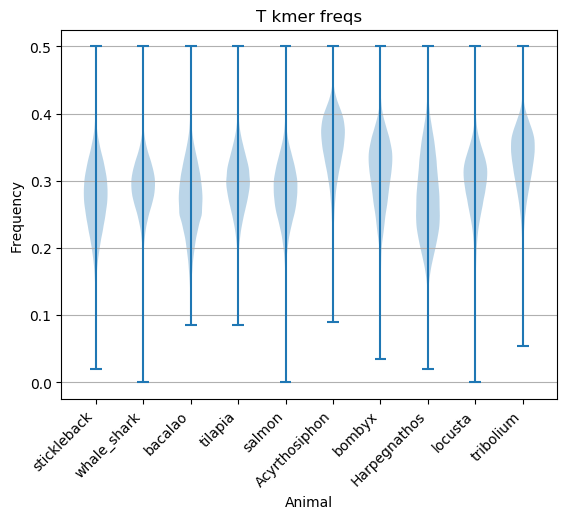 T kmer freqs
Frequency
0.5
0.4
0.3
0.2
0.1
0.0
stickleback
whale_shark
bacalao
tilapia
salmon
Acyrthosiphon
bombyx
Harpegnathos
locusta
tribolium
Animal